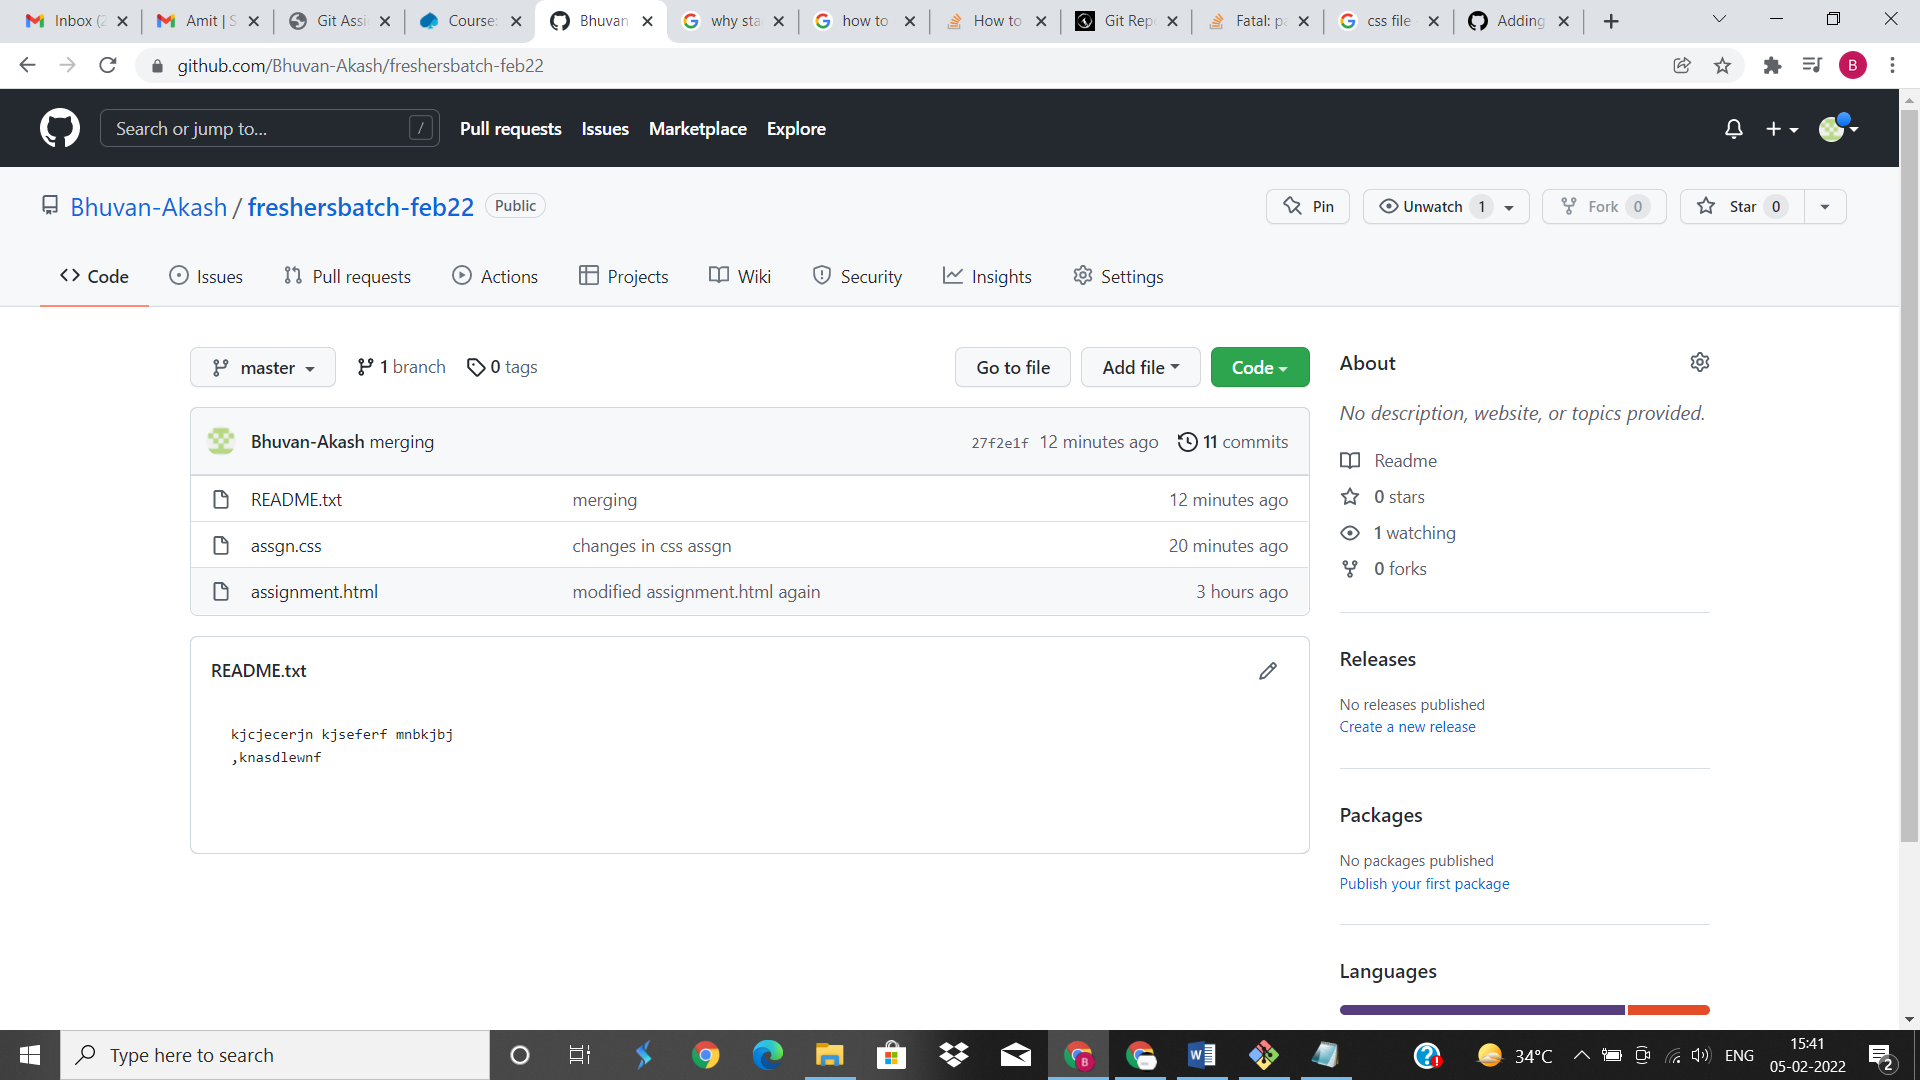 Inbox (2
Amit | S
Git Assi
Course:
Bhuvan
why sta
how to
How to
Git Rep
Fatal: pa
css file
Adding
github.com/Bhuvan-Akash/freshersbatch-feb22
B
Search or jump to... /
Pull requests Issues Marketplace Explore
Bhuvan-Akash / freshersbatch-feb22 Public
Pin
Unwatch 1
Fork 0
Star 0
Code Issues Pull requests Actions Projects Wiki Security Insights Settings
master 1 branch 0 tags
Go to file Add file Code
Bhuvan-Akash merging 27f2e1f 12 minutes ago 11 commits
README.txt merging 12 minutes ago
assgn.css changes in css assgn 20 minutes ago
assignment.html modified assignment.html again 3 hours ago
README.txt
kjcjecerjn kjseferf mnbkjbj
,knasdlewnf
About
No description, website, or topics provided.
Readme
0 stars
1 watching
0 forks
Releases
No releases published
Create a new release
Packages
No packages published
Publish your first package
Languages
Type here to search
34°C
ENG
15:41
05-02-2022
2